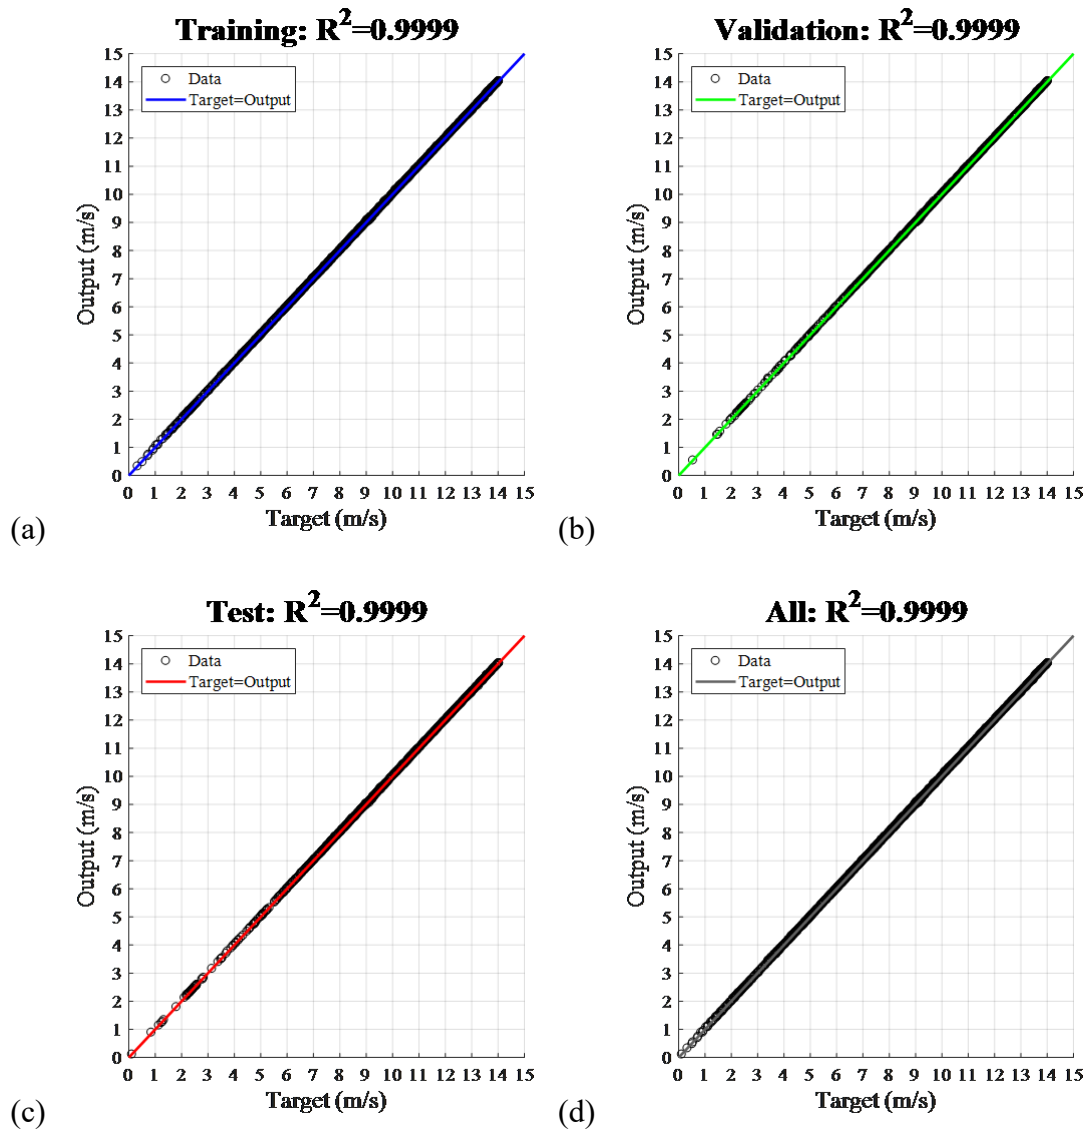 Training: R²=0.9999
Data
Target=Output
15
14
13
12
11
10
9
8
7
6
5
4
3
2
1
0
Output (m/s)
0 1 2 3 4 5 6 7 8 9 10 11 12 13 14 15
Target (m/s)
(a)
Validation: R²=0.9999
Data
Target=Output
15
14
13
12
11
10
9
8
7
6
5
4
3
2
1
0
Output (m/s)
0 1 2 3 4 5 6 7 8 9 10 11 12 13 14 15
Target (m/s)
(b)
Test: R²=0.9999
Data
Target=Output
15
14
13
12
11
10
9
8
7
6
5
4
3
2
1
0
Output (m/s)
0 1 2 3 4 5 6 7 8 9 10 11 12 13 14 15
Target (m/s)
(c)
All: R²=0.9999
Data
Target=Output
15
14
13
12
11
10
9
8
7
6
5
4
3
2
1
0
Output (m/s)
0 1 2 3 4 5 6 7 8 9 10 11 12 13 14 15
Target (m/s)
(d)